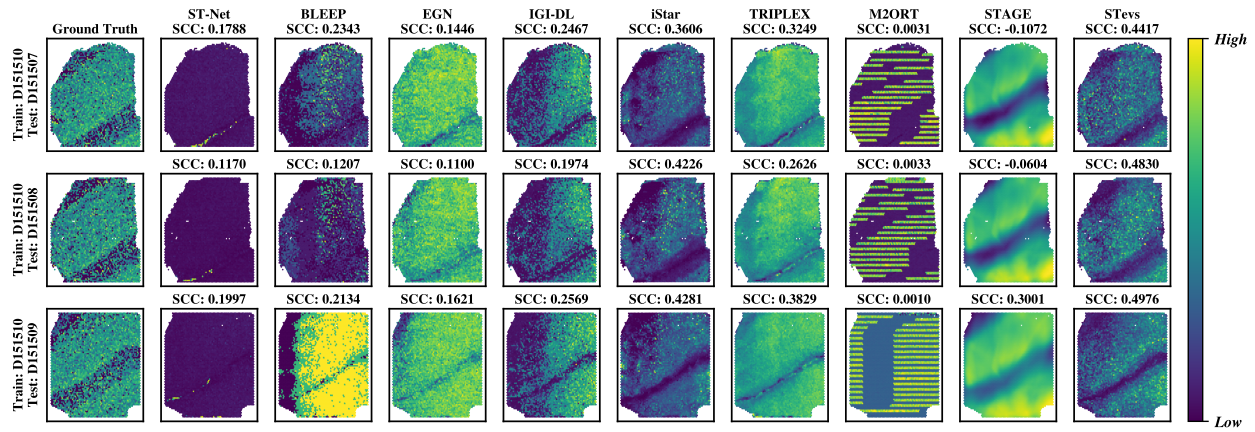 Ground Truth
ST-Net
SCC: 0.1788
BLEEP
SCC: 0.2343
EGN
SCC: 0.1446
IGI-DL
SCC: 0.2467
iStar
SCC: 0.3606
TRIPLEX
SCC: 0.3249
M2ORT
SCC: 0.0031
STAGE
SCC: -0.1072
STevs
SCC: 0.4417
High
Train: D151510
Test: D151507
SCC: 0.1170
SCC: 0.1207
SCC: 0.1100
SCC: 0.1974
SCC: 0.4226
SCC: 0.2626
SCC: 0.0033
SCC: -0.0604
SCC: 0.4830
Train: D151510
Test: D151508
SCC: 0.1997
SCC: 0.2134
SCC: 0.1621
SCC: 0.2569
SCC: 0.4281
SCC: 0.3829
SCC: 0.0010
SCC: 0.3001
SCC: 0.4976
Train: D151510
Test: D151509
Low